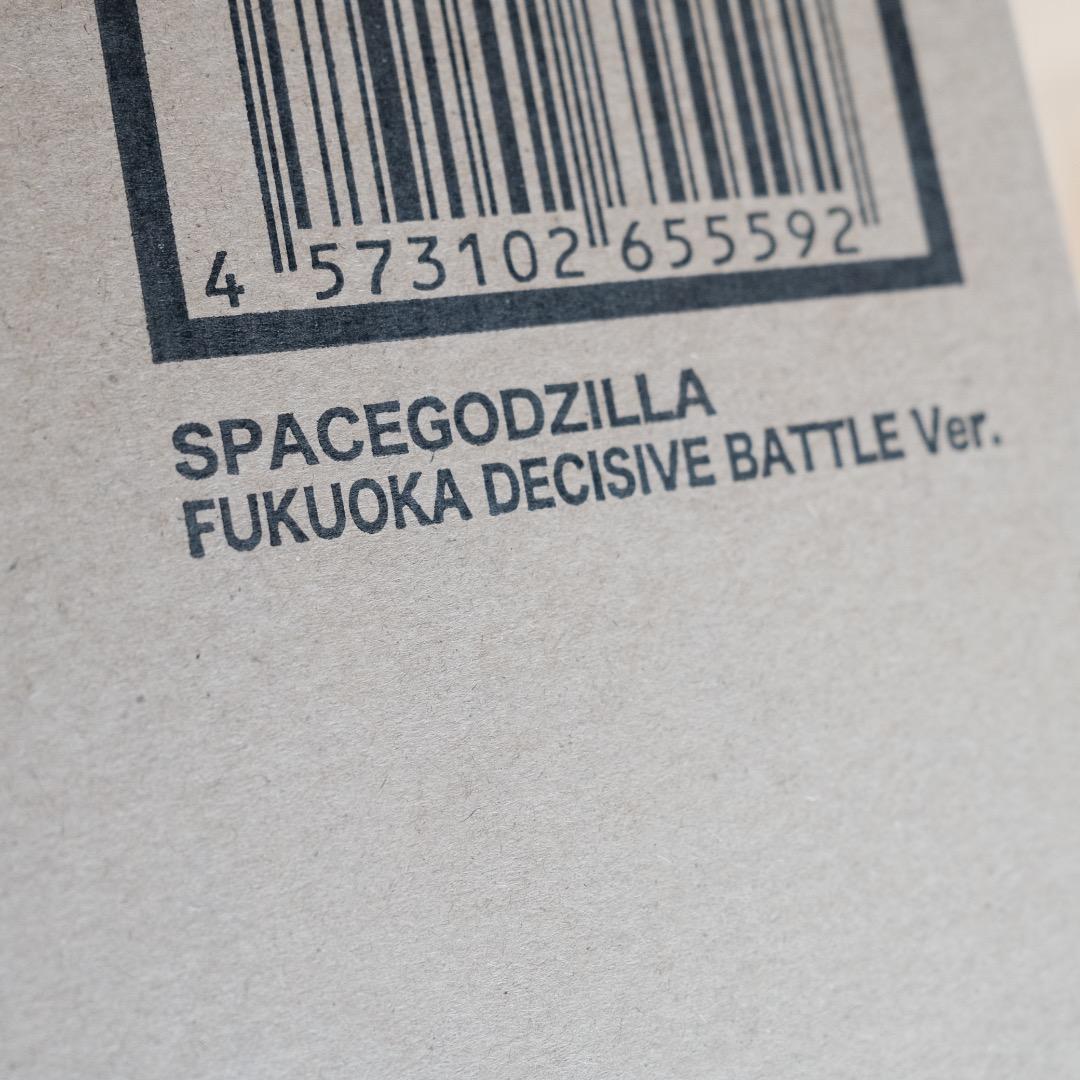 4 573102 655592
SPACEGODZILLA
FUKUOKA DECISIVE BATTLE Ver.